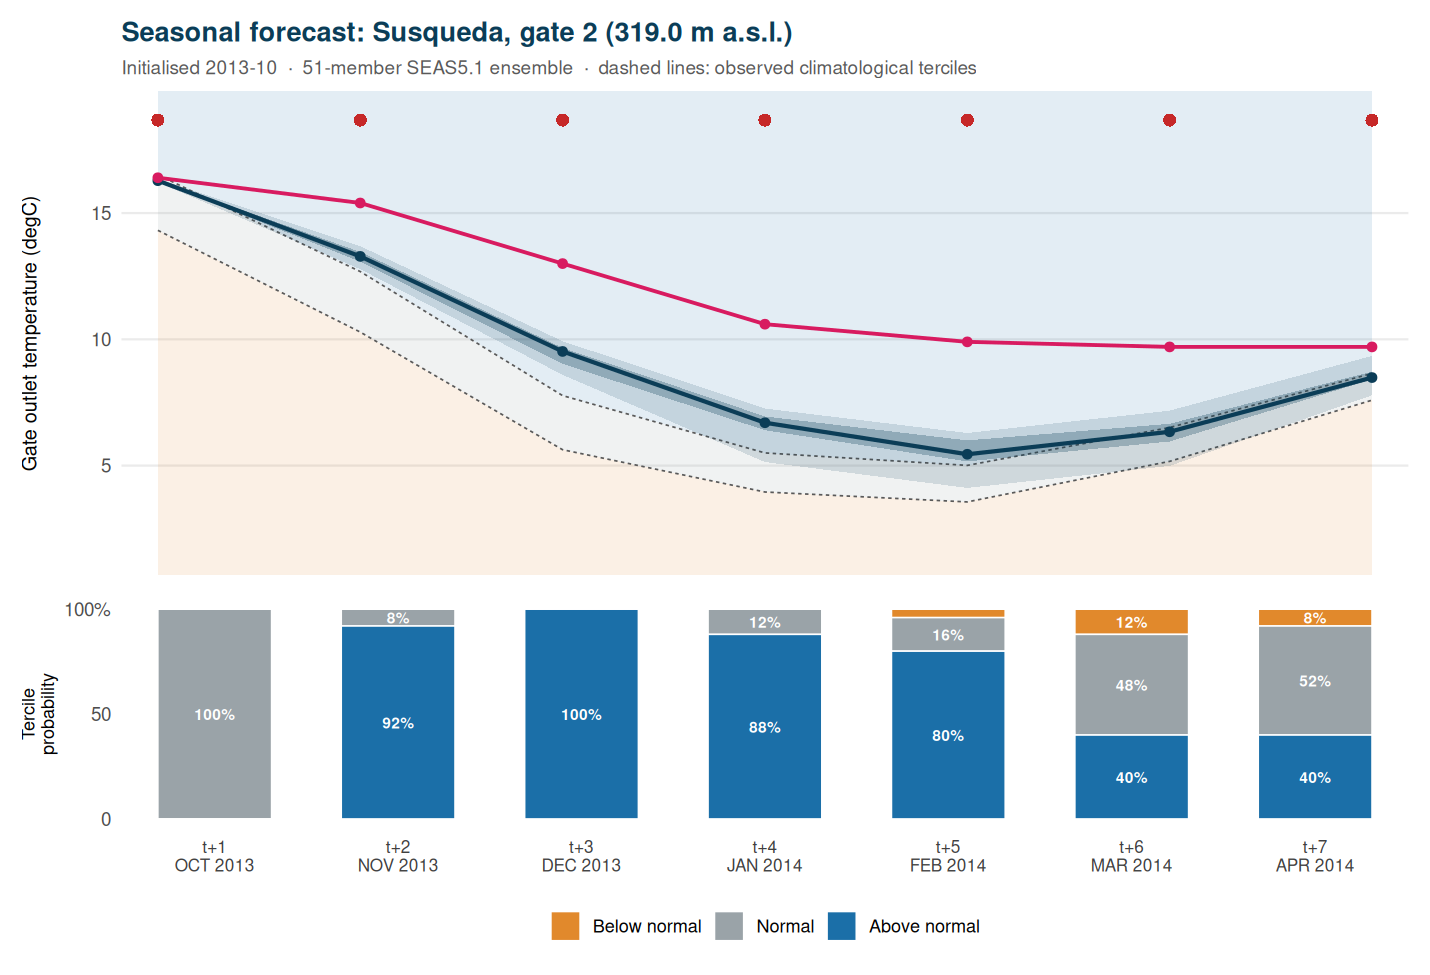 Seasonal forecast: Susqueda, gate 2 (319.0 m a.s.l.)
Initialised 2013-10 · 51-member SEAS5.1 ensemble · dashed lines: observed climatological terciles
Gate outlet temperature (degC)
15
10
5
Tercile
probability
100%
50
0
100%
8%
92%
100%
12%
88%
16%
80%
12%
48%
40%
8%
52%
40%
t+1
OCT 2013
t+2
NOV 2013
t+3
DEC 2013
t+4
JAN 2014
t+5
FEB 2014
t+6
MAR 2014
t+7
APR 2014
Below normal
Normal
Above normal